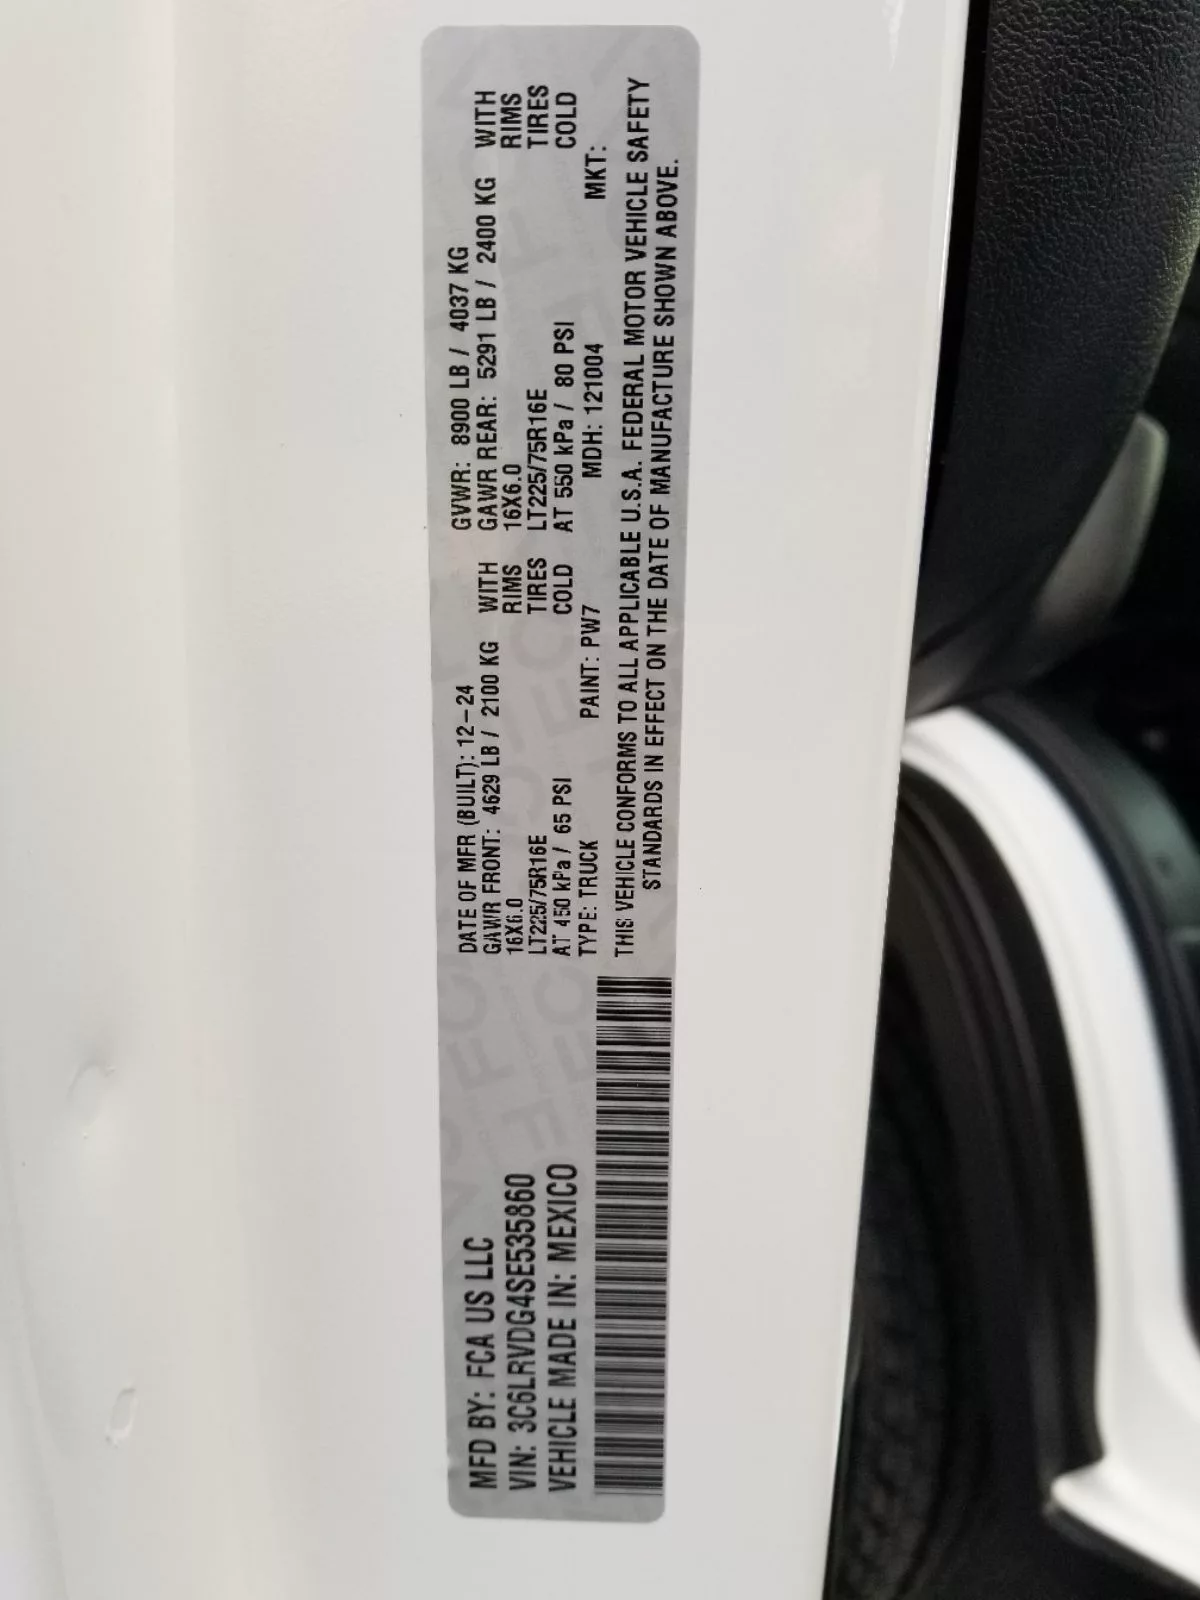 MFD BY: FCA US LLC
VIN: 3C6LRVDG4SE535860
VEHICLE MADE IN: MEXICO
DATE OF MFR (BUILT): 12-24 GVWR: 8900 LB / 4037 KG
GAWR FRONT: 4629 LB / 2100 KG WITH GAWR REAR: 5291 LB / 2400 KG WITH
16X6.0 RIMS 16X6.0 RIMS
LT225/75R16E TIRES LT225/75R16E TIRES
AT 450 kPa / 65 PSI COLD AT 550 kPa / 80 PSI COLD
TYPE: TRUCK PAINT: PW7 MDH: 121004 MKT:
THIS VEHICLE CONFORMS TO ALL APPLICABLE U.S.A. FEDERAL MOTOR VEHICLE SAFETY
STANDARDS IN EFFECT ON THE DATE OF MANUFACTURE SHOWN ABOVE.